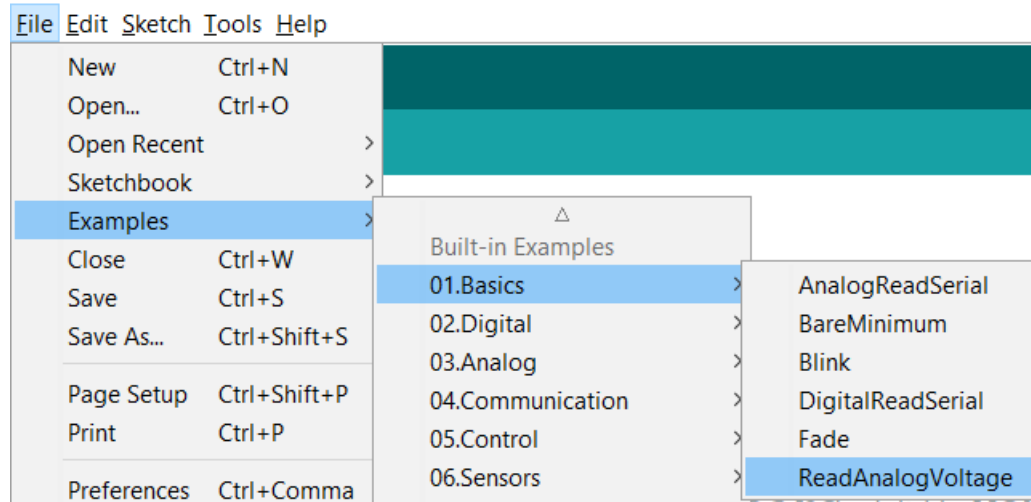 File Edit Sketch Tools Help
New Ctrl+N
Open... Ctrl+O
Open Recent
Sketchbook
Examples
Close Ctrl+W
Save Ctrl+S
Save As... Ctrl+Shift+S
Page Setup Ctrl+Shift+P
Print Ctrl+P
Preferences Ctrl+Comma
Built-in Examples
01.Basics
02.Digital
03.Analog
04.Communication
05.Control
06.Sensors
AnalogReadSerial
BareMinimum
Blink
DigitalReadSerial
Fade
ReadAnalogVoltage